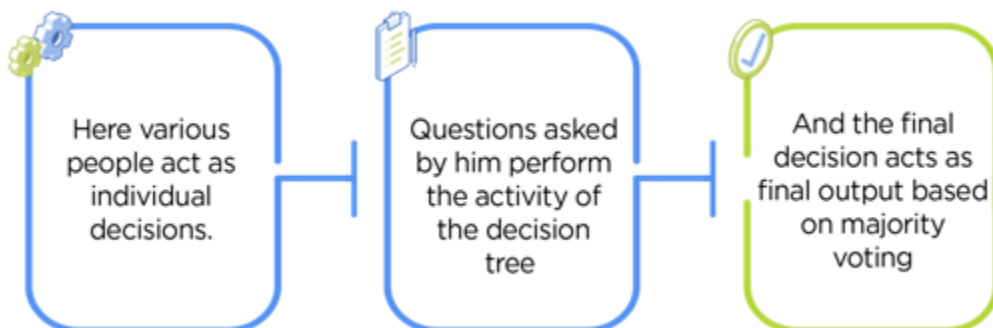 Here various
people act as
individual
decisions.
Questions asked
by him perform
the activity of
the decision
tree
And the final
decision acts as
final output based
on majority
voting